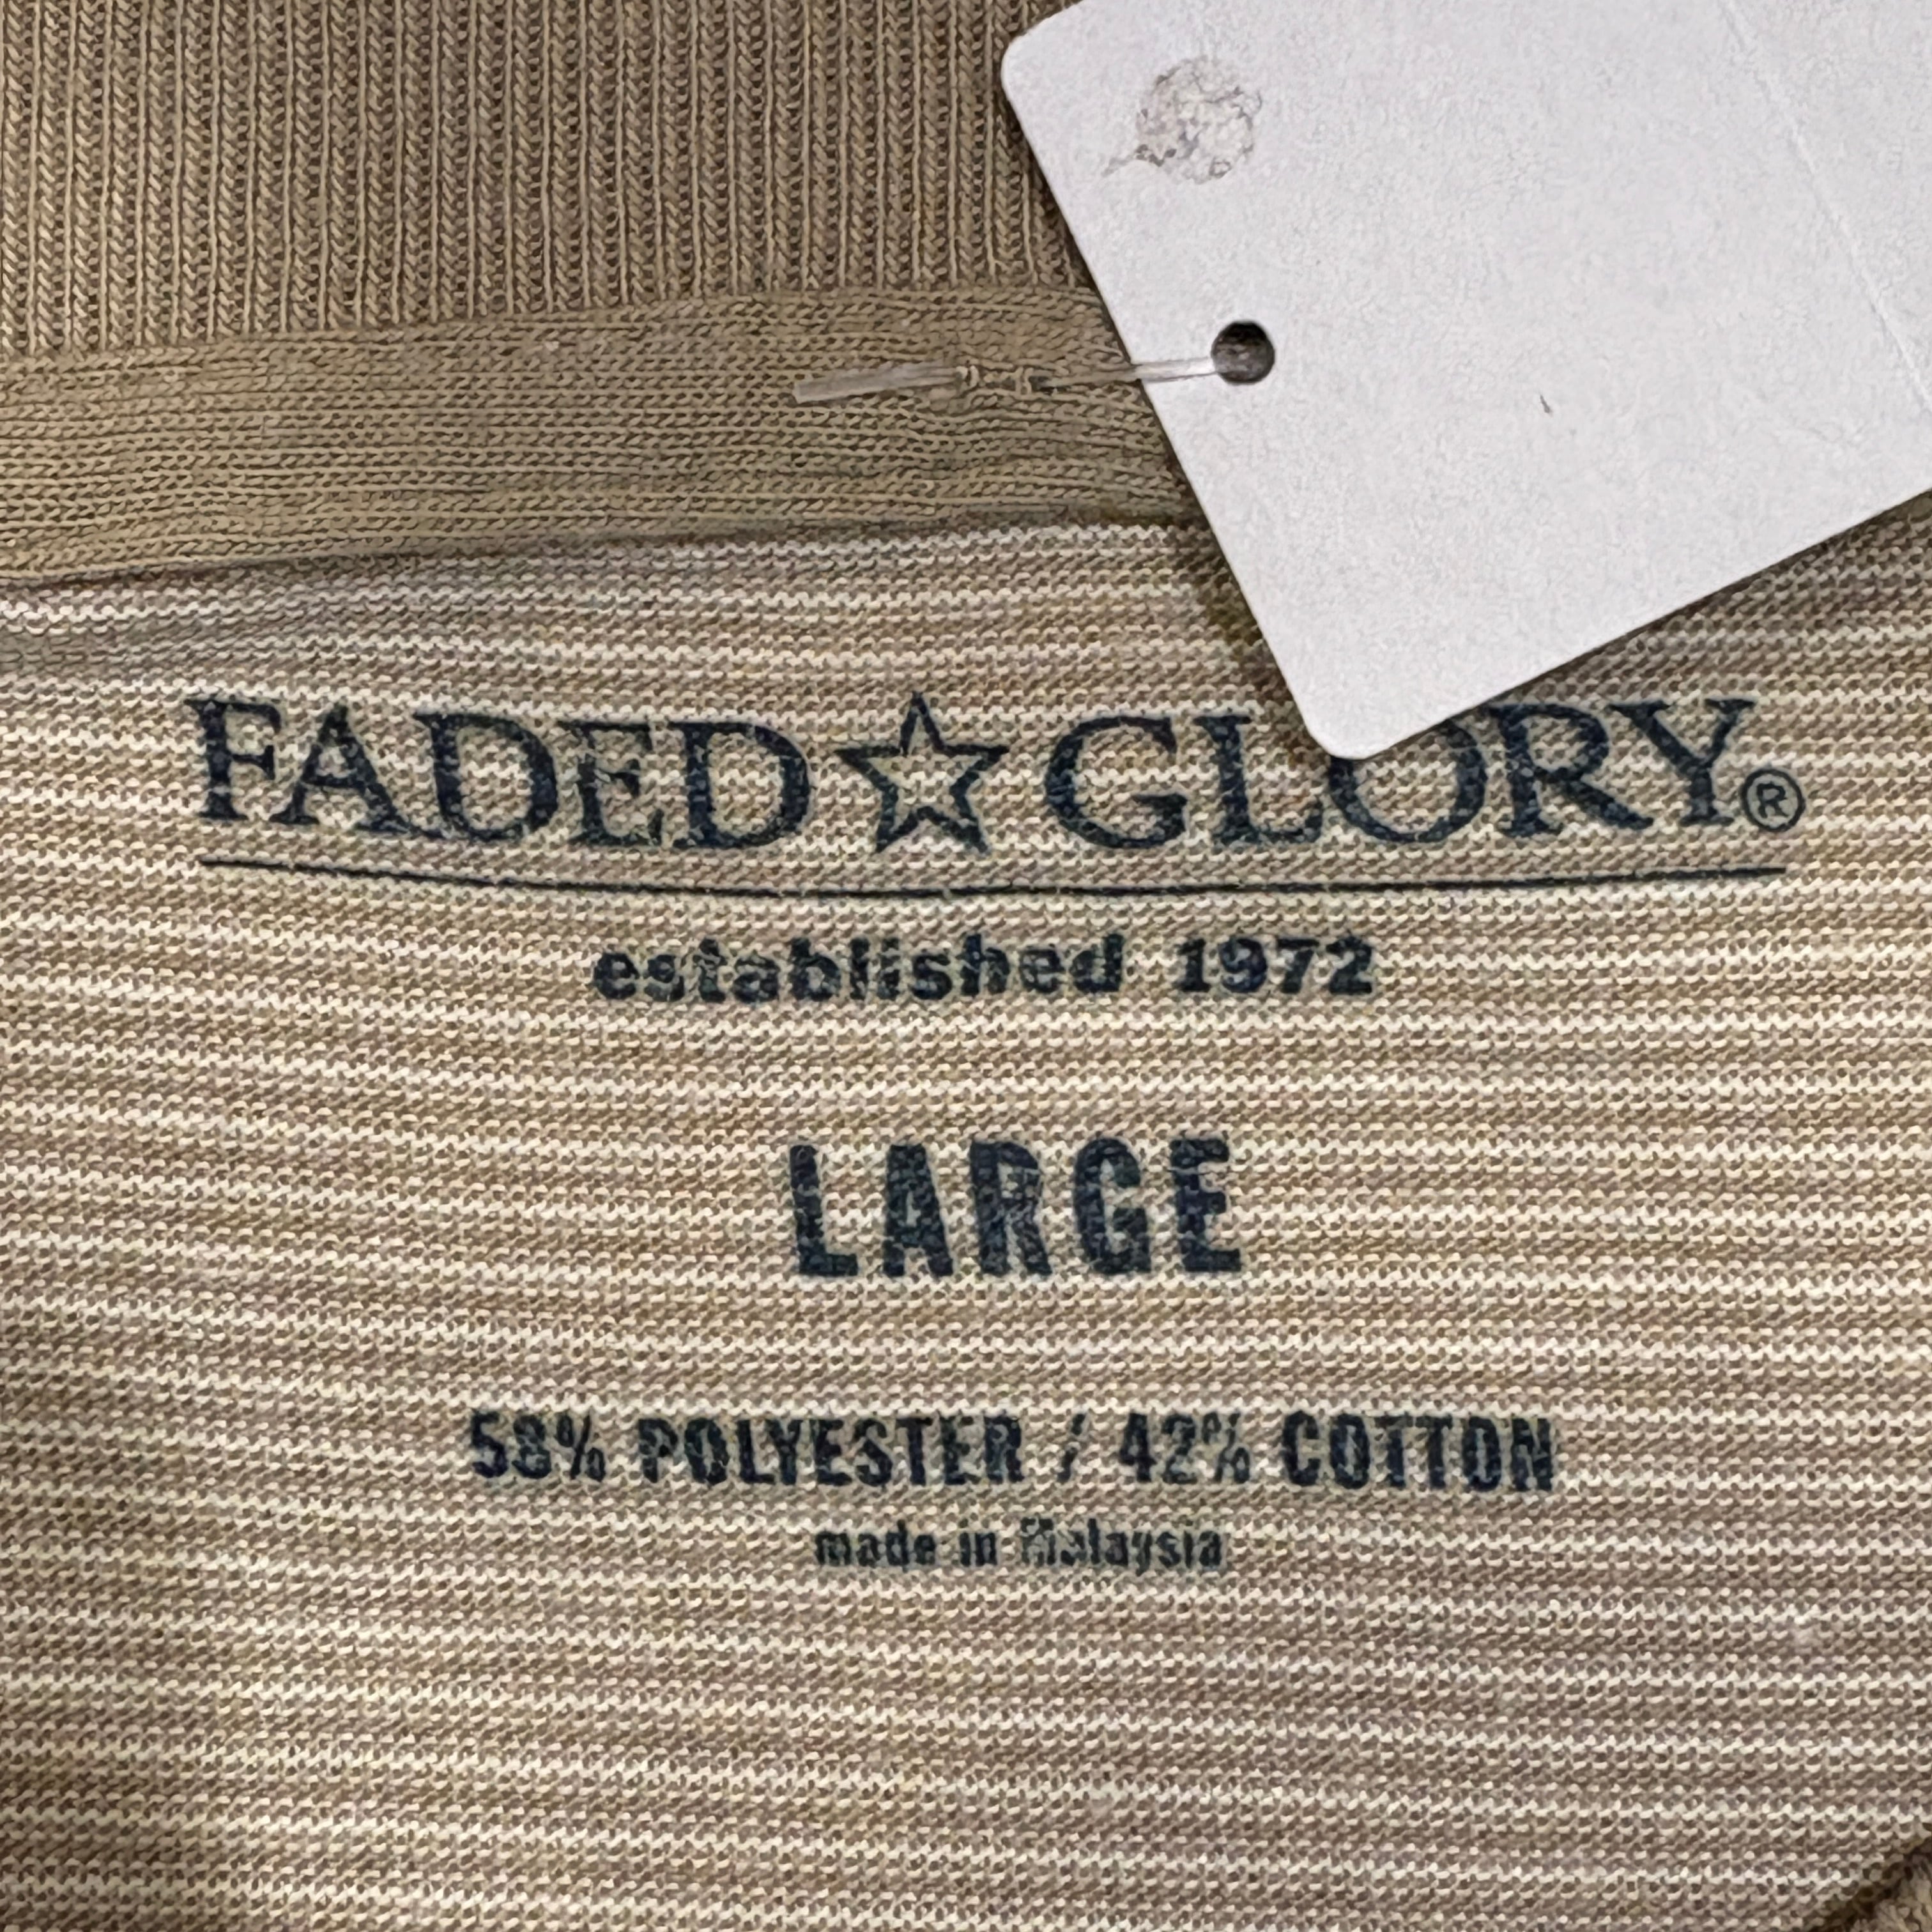 FADED☆GLORY®
established 1972
LARGE
58% POLYESTER / 42% COTTON
made in Malaysia